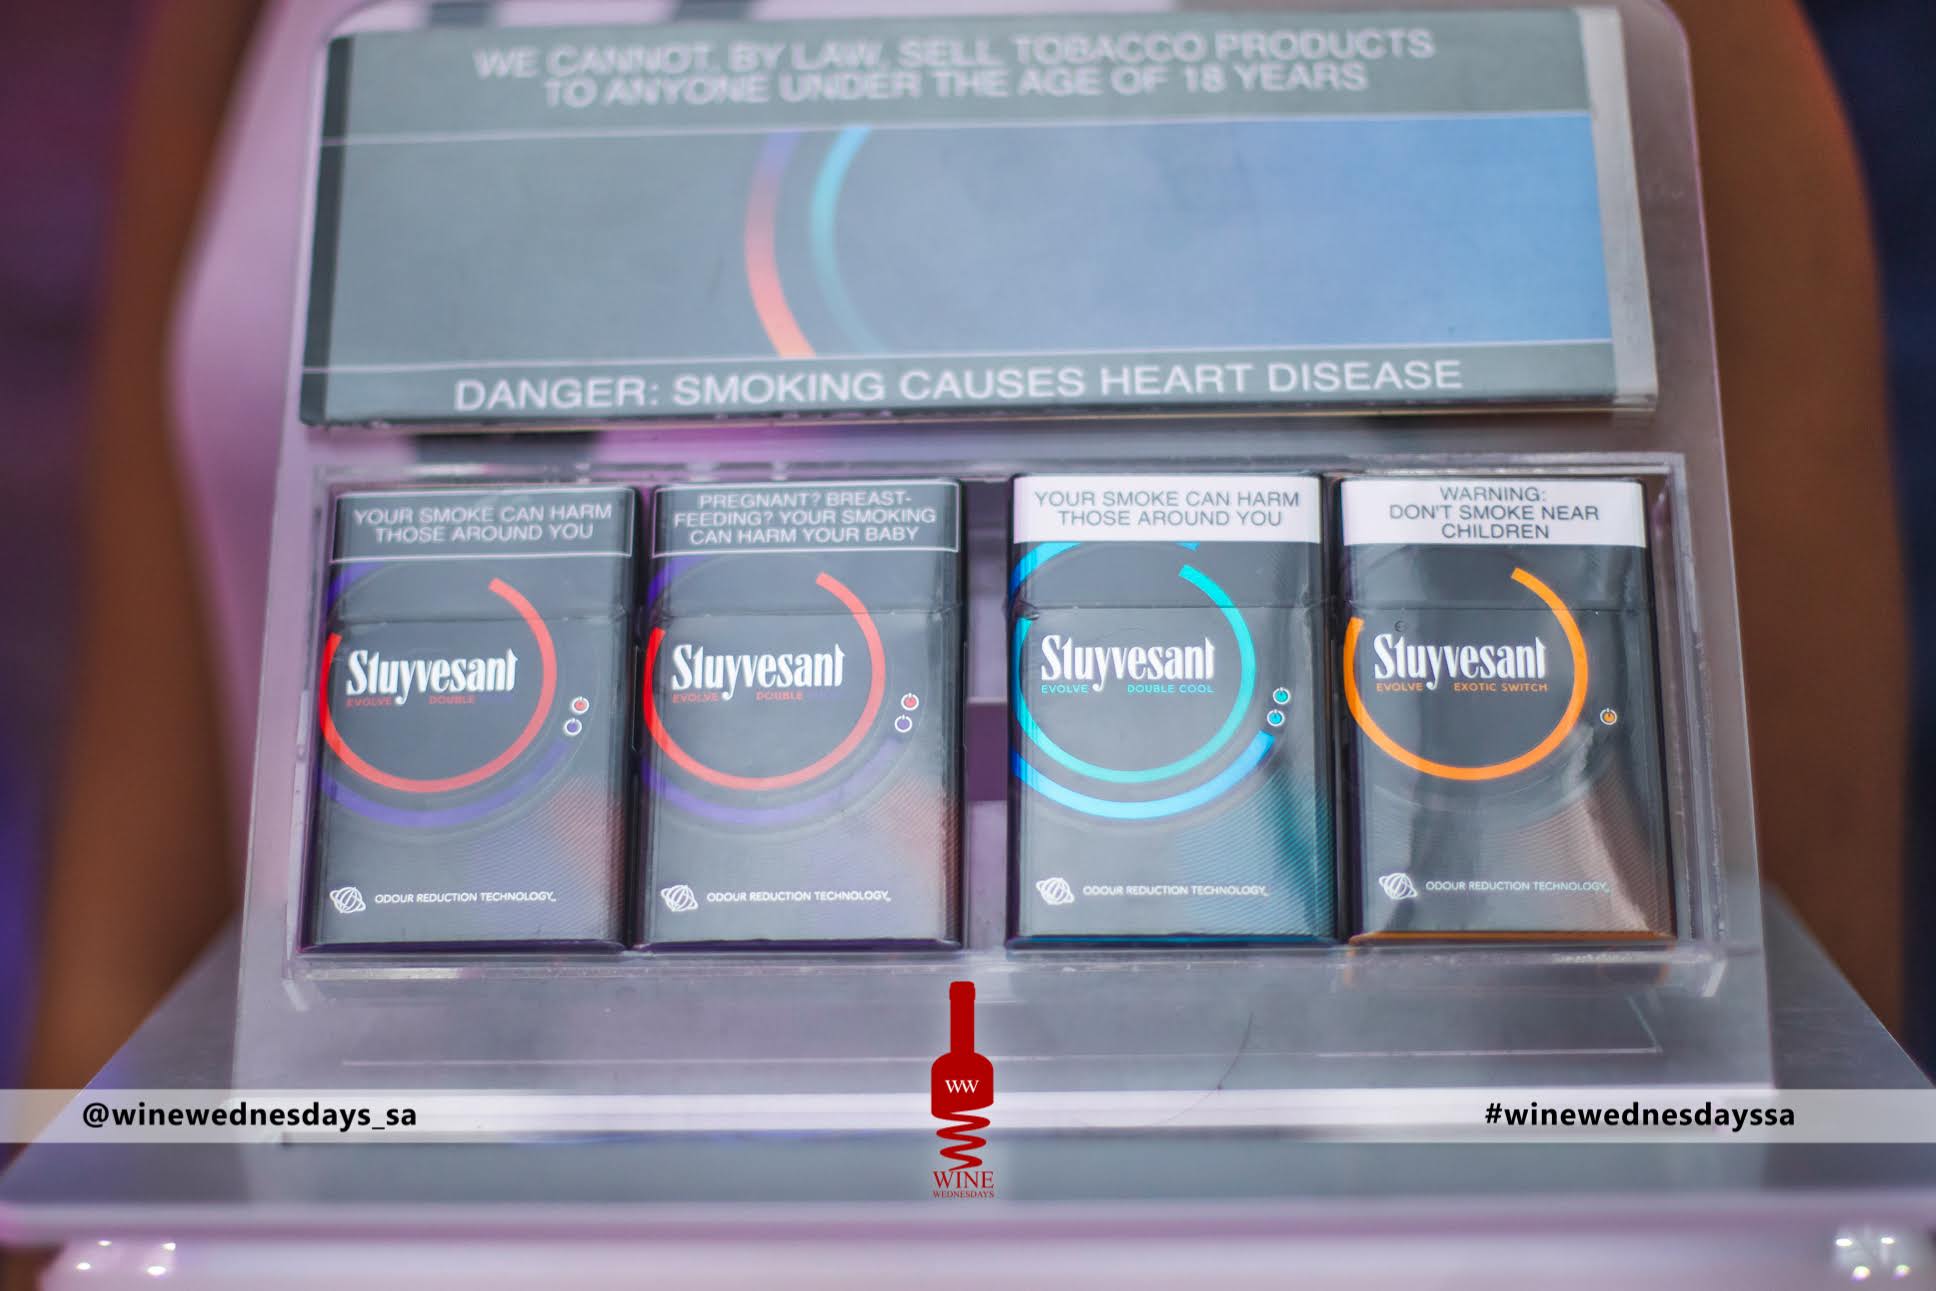 WE CANNOT, BY LAW, SELL TOBACCO PRODUCTS
TO ANYONE UNDER THE AGE OF 18 YEARS
DANGER: SMOKING CAUSES HEART DISEASE
YOUR SMOKE CAN HARM
THOSE AROUND YOU
Stuyvesant
EVOLVE DOUBLE
ODOUR REDUCTION TECHNOLOGY
PREGNANT? BREAST-
FEEDING? YOUR SMOKING
CAN HARM YOUR BABY
Stuyvesant
EVOLVE DOUBLE
ODOUR REDUCTION TECHNOLOGY
YOUR SMOKE CAN HARM
THOSE AROUND YOU
Stuyvesant
EVOLVE DOUBLE COOL
ODOUR REDUCTION TECHNOLOGY
WARNING:
DON'T SMOKE NEAR
CHILDREN
Stuyvesant
EVOLVE EXOTIC SWITCH
ODOUR REDUCTION TECHNOLOGY
@winewednesdays_sa
WW
WINE
WEDNESDAYS
#winewednesdayssa